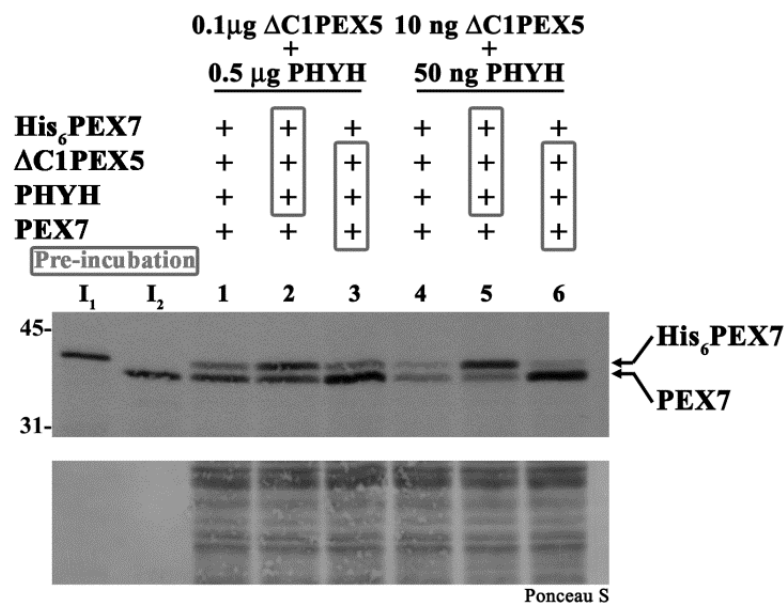 0.1µg ΔC1PEX5 10 ng ΔC1PEX5
+ +
0.5 µg PHYH 50 ng PHYH
His₆PEX7 + + + + + +
ΔC1PEX5 + + + + + +
PHYH + + + + + +
PEX7 + + + + + +
Pre-incubation
I₁ I₂ 1 2 3 4 5 6
45-
His₆PEX7
PEX7
31-
Ponceau S